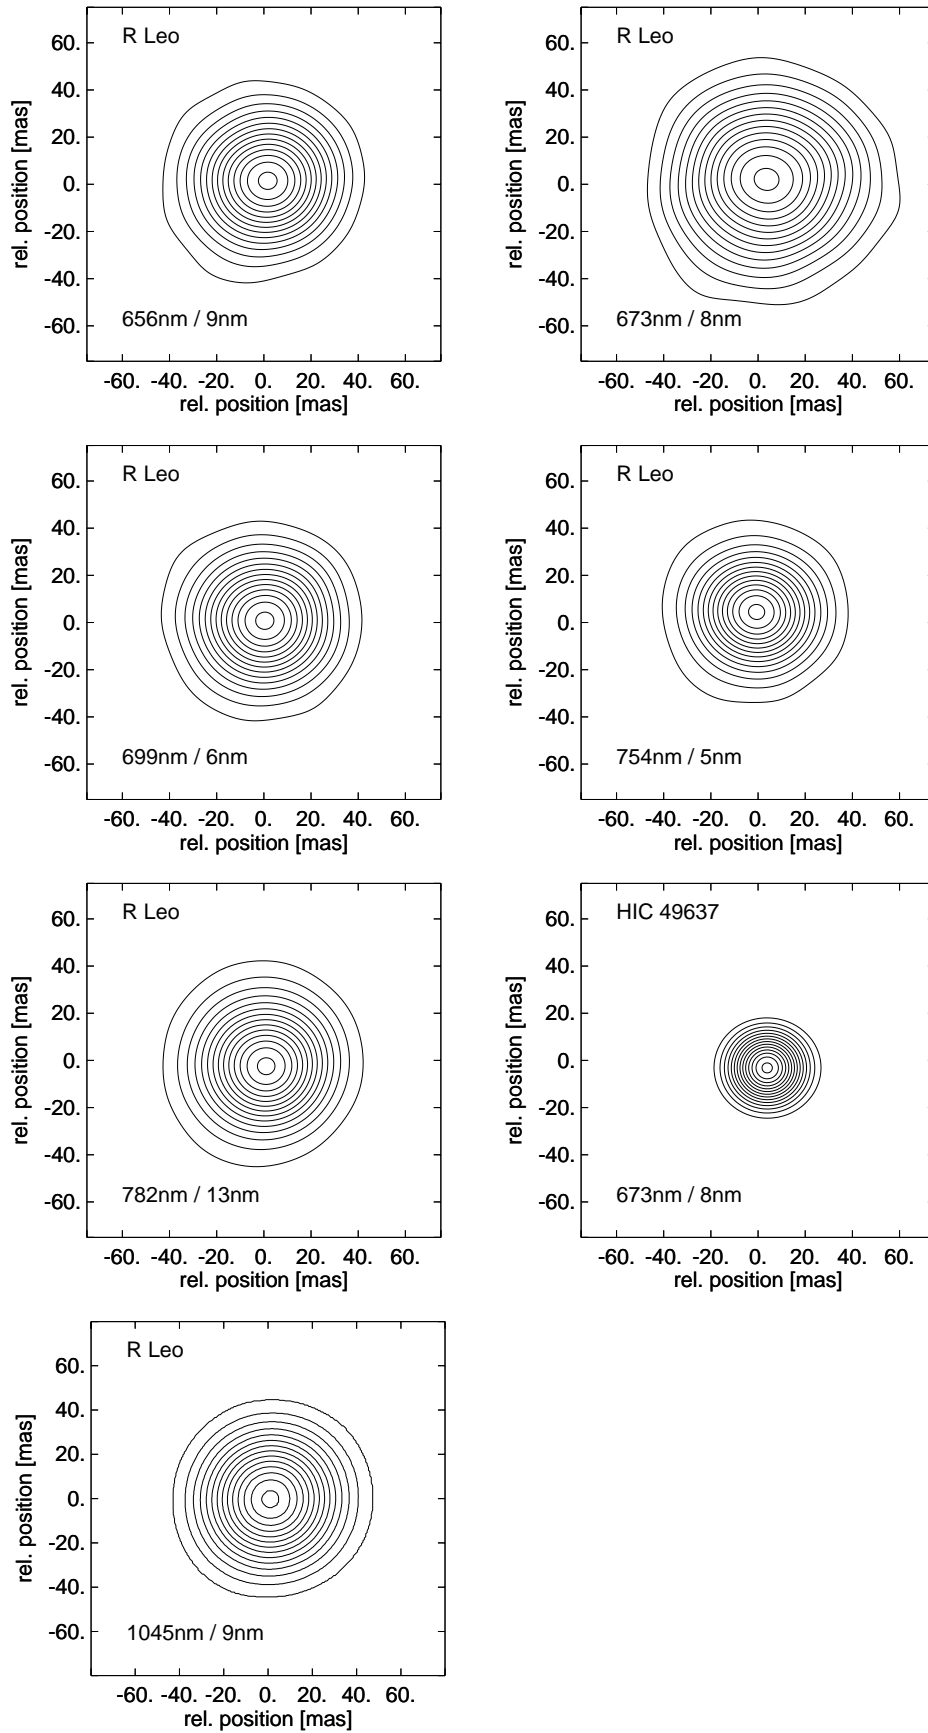 60.
40.
20.
0.
-20.
-40.
-60.
rel. position [mas]
R Leo
656nm / 9nm
-60. -40. -20. 0. 20. 40. 60.
rel. position [mas]
60.
40.
20.
0.
-20.
-40.
-60.
rel. position [mas]
R Leo
673nm / 8nm
-60. -40. -20. 0. 20. 40. 60.
rel. position [mas]
60.
40.
20.
0.
-20.
-40.
-60.
rel. position [mas]
R Leo
699nm / 6nm
-60. -40. -20. 0. 20. 40. 60.
rel. position [mas]
60.
40.
20.
0.
-20.
-40.
-60.
rel. position [mas]
R Leo
754nm / 5nm
-60. -40. -20. 0. 20. 40. 60.
rel. position [mas]
60.
40.
20.
0.
-20.
-40.
-60.
rel. position [mas]
R Leo
782nm / 13nm
-60. -40. -20. 0. 20. 40. 60.
rel. position [mas]
60.
40.
20.
0.
-20.
-40.
-60.
rel. position [mas]
HIC 49637
673nm / 8nm
-60. -40. -20. 0. 20. 40. 60.
rel. position [mas]
60.
40.
20.
0.
-20.
-40.
-60.
rel. position [mas]
R Leo
1045nm / 9nm
-60. -40. -20. 0. 20. 40. 60.
rel. position [mas]